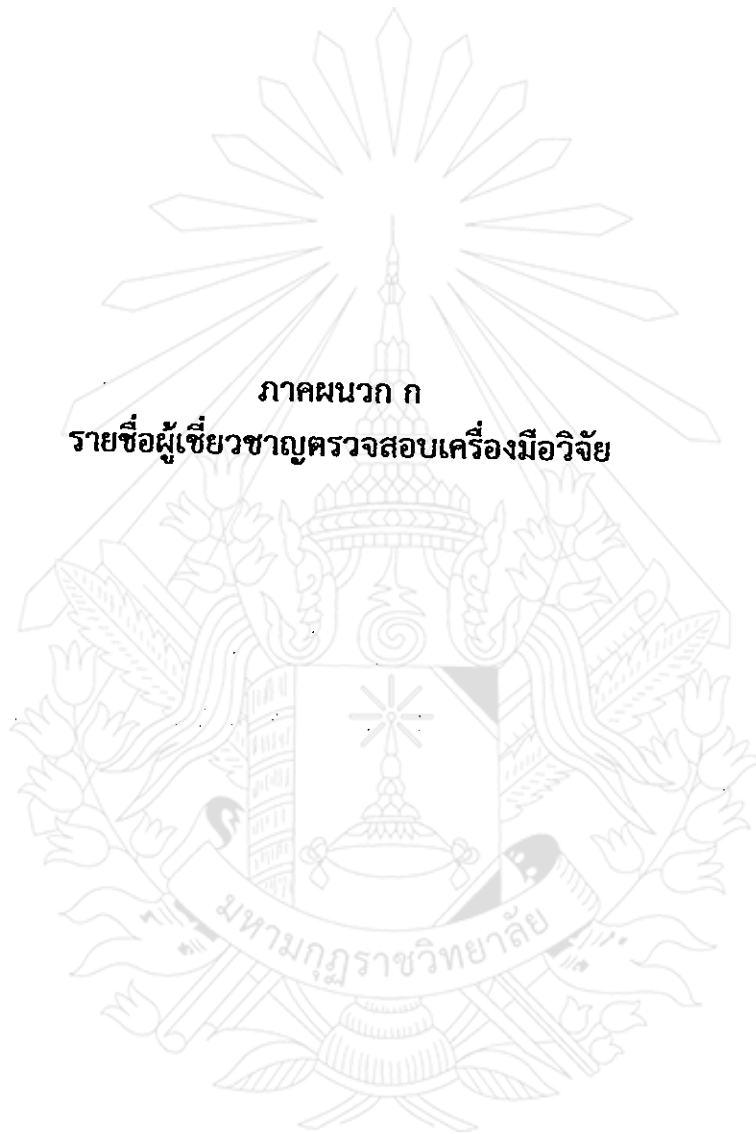 ภาคผนวก ก
รายชื่อผู้เชี่ยวชาญตรวจสอบเครื่องมือวิจัย
มหามกุฏราชวิทยาลัย